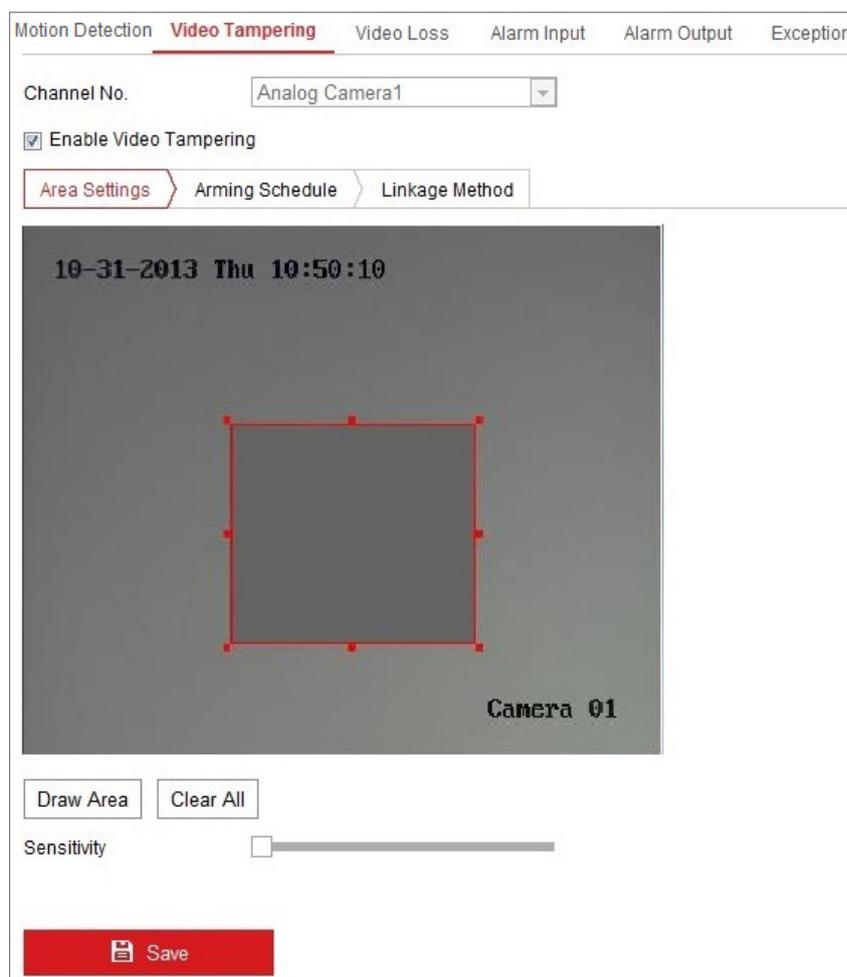 Motion Detection Video Tampering Video Loss Alarm Input Alarm Output Exception
Channel No. Analog Camera1
Enable Video Tampering
Area Settings Arming Schedule Linkage Method
10-31-2013 Thu 10:50:10
Camera 01
Draw Area Clear All
Sensitivity
Save